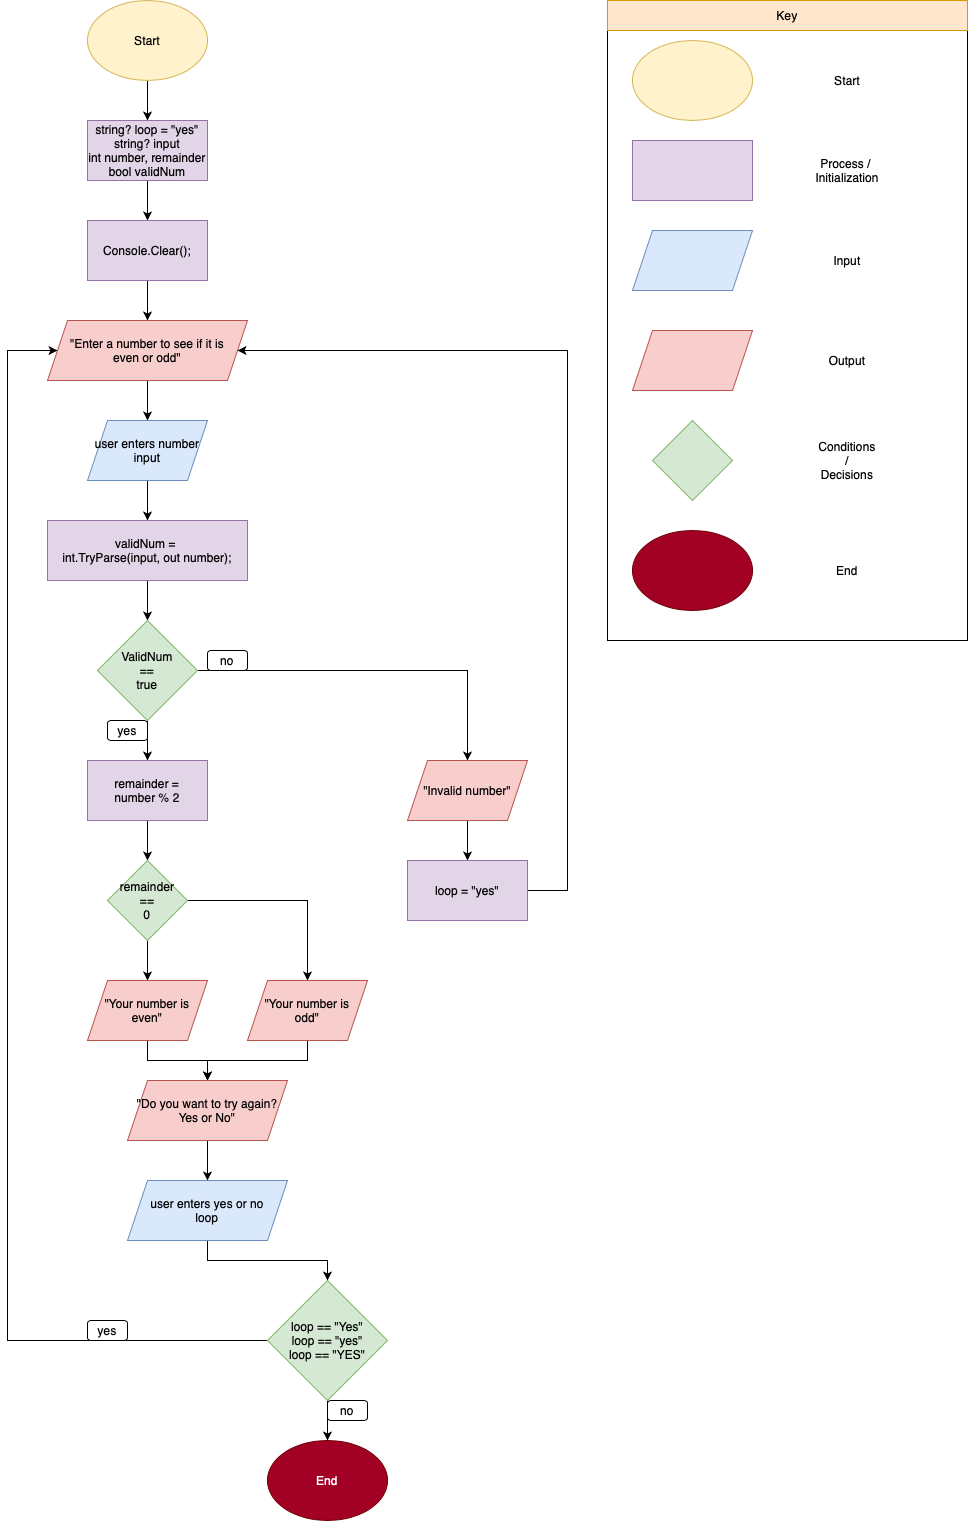 Start
string? loop = "yes"
string? input
int number, remainder
bool validNum
Console.Clear();
"Enter a number to see if it is
even or odd"
user enters number
input
validNum =
int.TryParse(input, out number);
ValidNum
==
true
no
yes
remainder =
number % 2
"Invalid number"
remainder
==
0
loop = "yes"
"Your number is
even"
"Your number is
odd"
"Do you want to try again?
Yes or No"
user enters yes or no
loop
loop == "Yes"
loop == "yes"
loop == "YES"
yes
no
End
Key
Start
Process /
Initialization
Input
Output
Conditions
/
Decisions
End